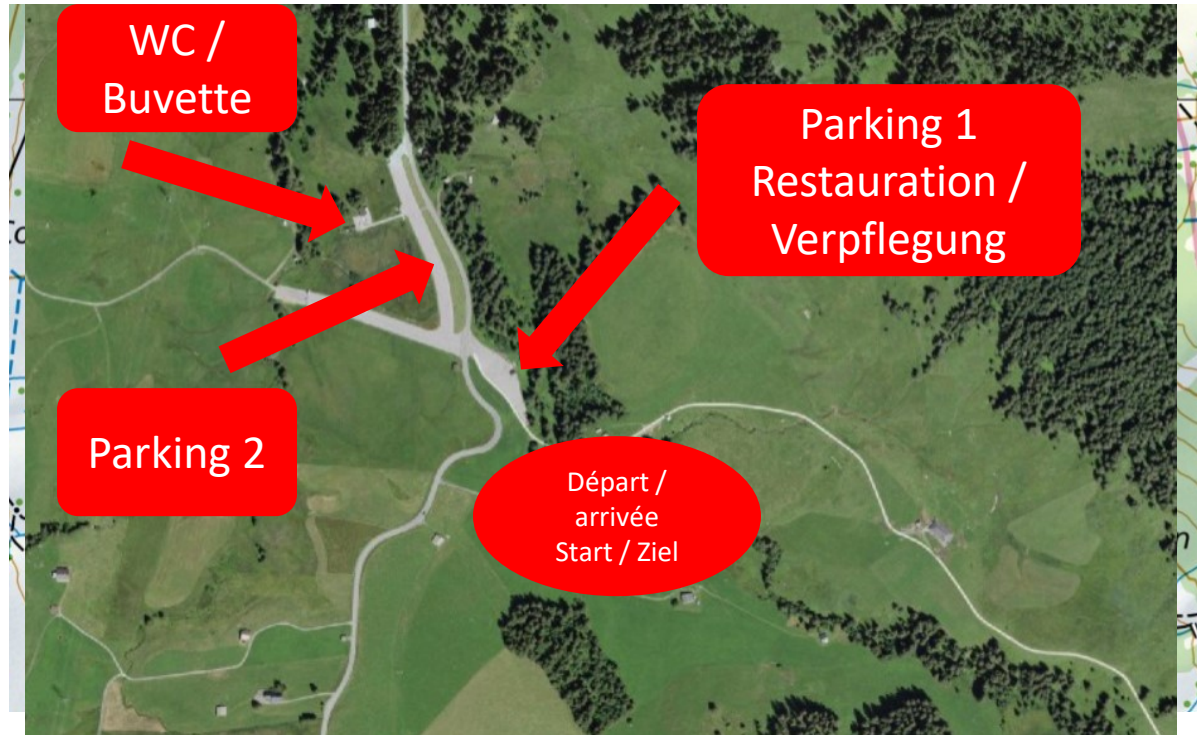 WC /
Buvette
Parking 1
Restauration /
Verpflegung
Parking 2
Départ /
arrivée
Start / Ziel